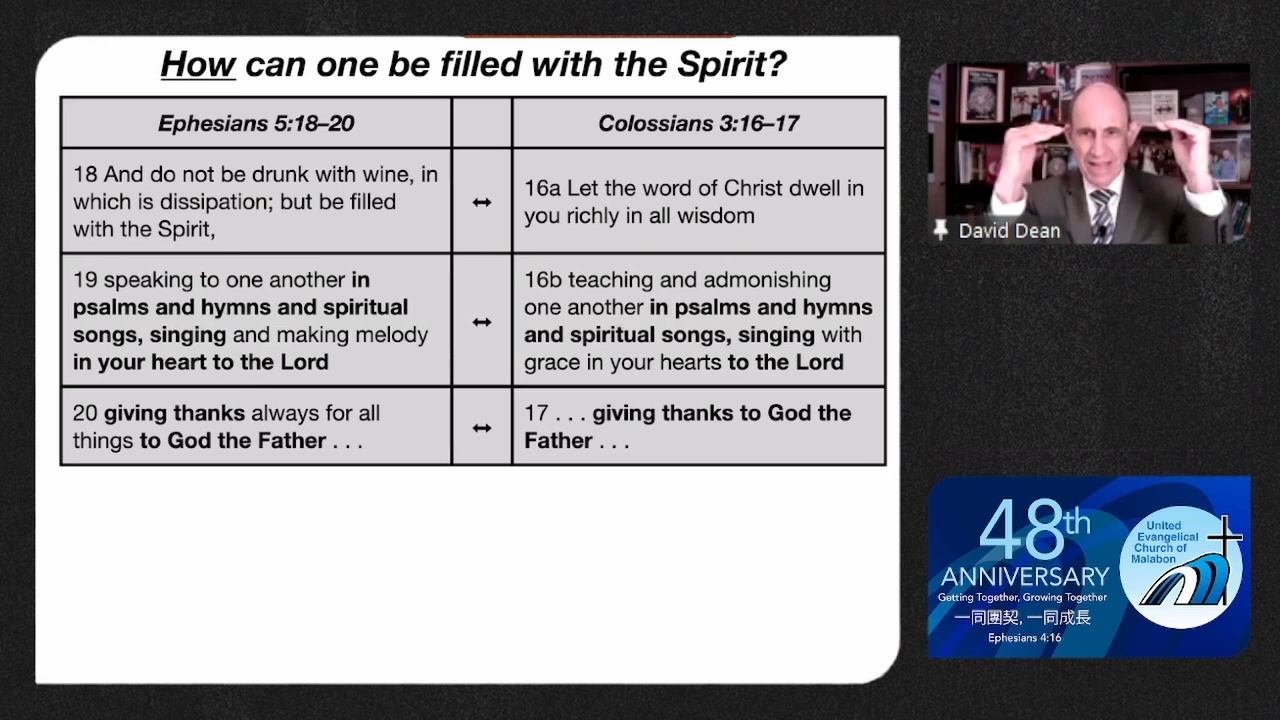 How can one be filled with the Spirit?
Ephesians 5:18–20
Colossians 3:16–17
18 And do not be drunk with wine, in
which is dissipation; but be filled
with the Spirit,
↔
16a Let the word of Christ dwell in
you richly in all wisdom
19 speaking to one another in
psalms and hymns and spiritual
songs, singing and making melody
in your heart to the Lord
↔
16b teaching and admonishing
one another in psalms and hymns
and spiritual songs, singing with
grace in your hearts to the Lord
20 giving thanks always for all
things to God the Father . . .
↔
17 . . . giving thanks to God the
Father . . .
David Dean
48th
ANNIVERSARY
Getting Together, Growing Together
一同團契, 一同成長
Ephesians 4:16
United
Evangelical
Church of
Malabon